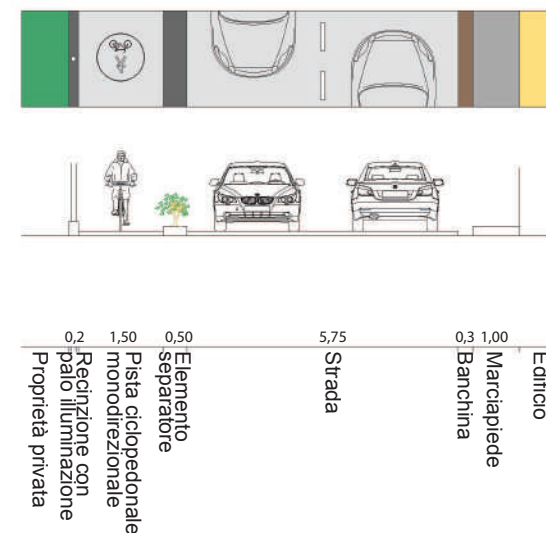 0,2 1,50 0,50 5,75 0,3 1,00
Proprietà privata
Recinzione con
palo illuminazione
Pista ciclopedonale
monodirezionale
Elemento
separatore
Strada
Banchina
Marciapiede
Edificio